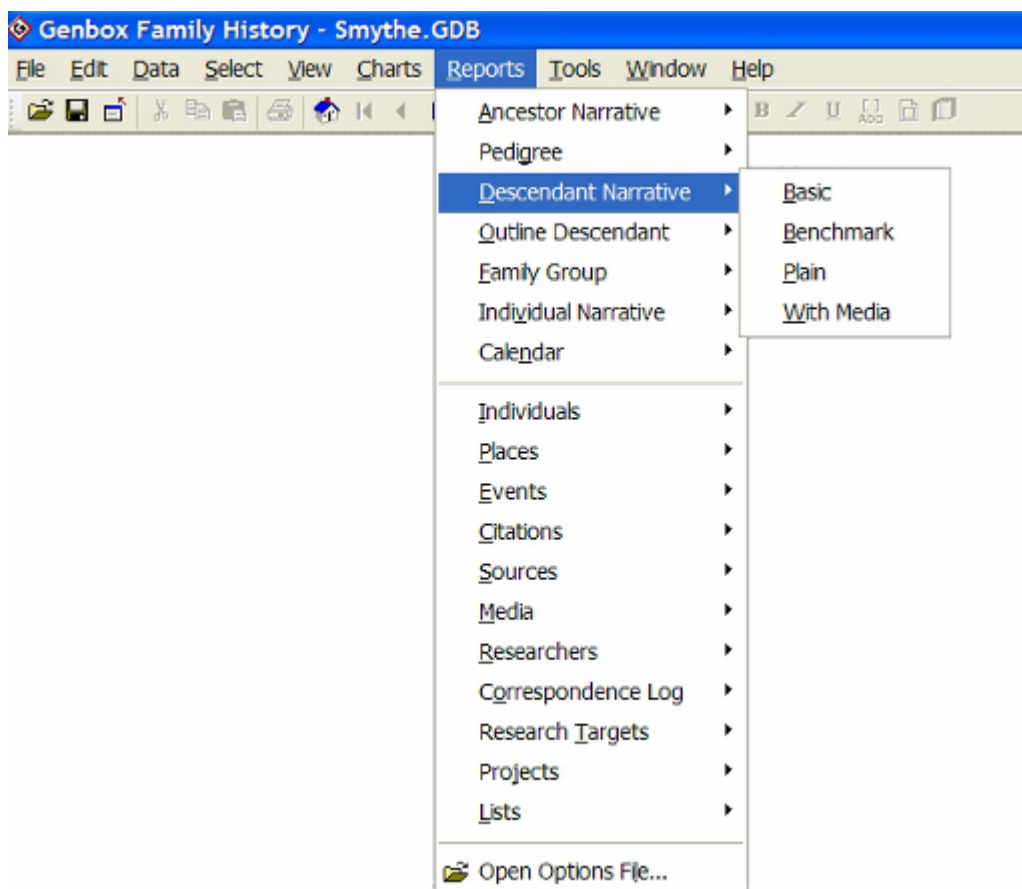 Genbox Family History - Smythe.GDB
File Edit Data Select View Charts Reports Tools Window Help
B I U Abc
Ancestor Narrative
Pedigree
Descendant Narrative
Basic
Outline Descendant
Benchmark
Family Group
Plain
Individual Narrative
With Media
Calendar
Individuals
Places
Events
Citations
Sources
Media
Researchers
Correspondence Log
Research Targets
Projects
Lists
Open Options File...